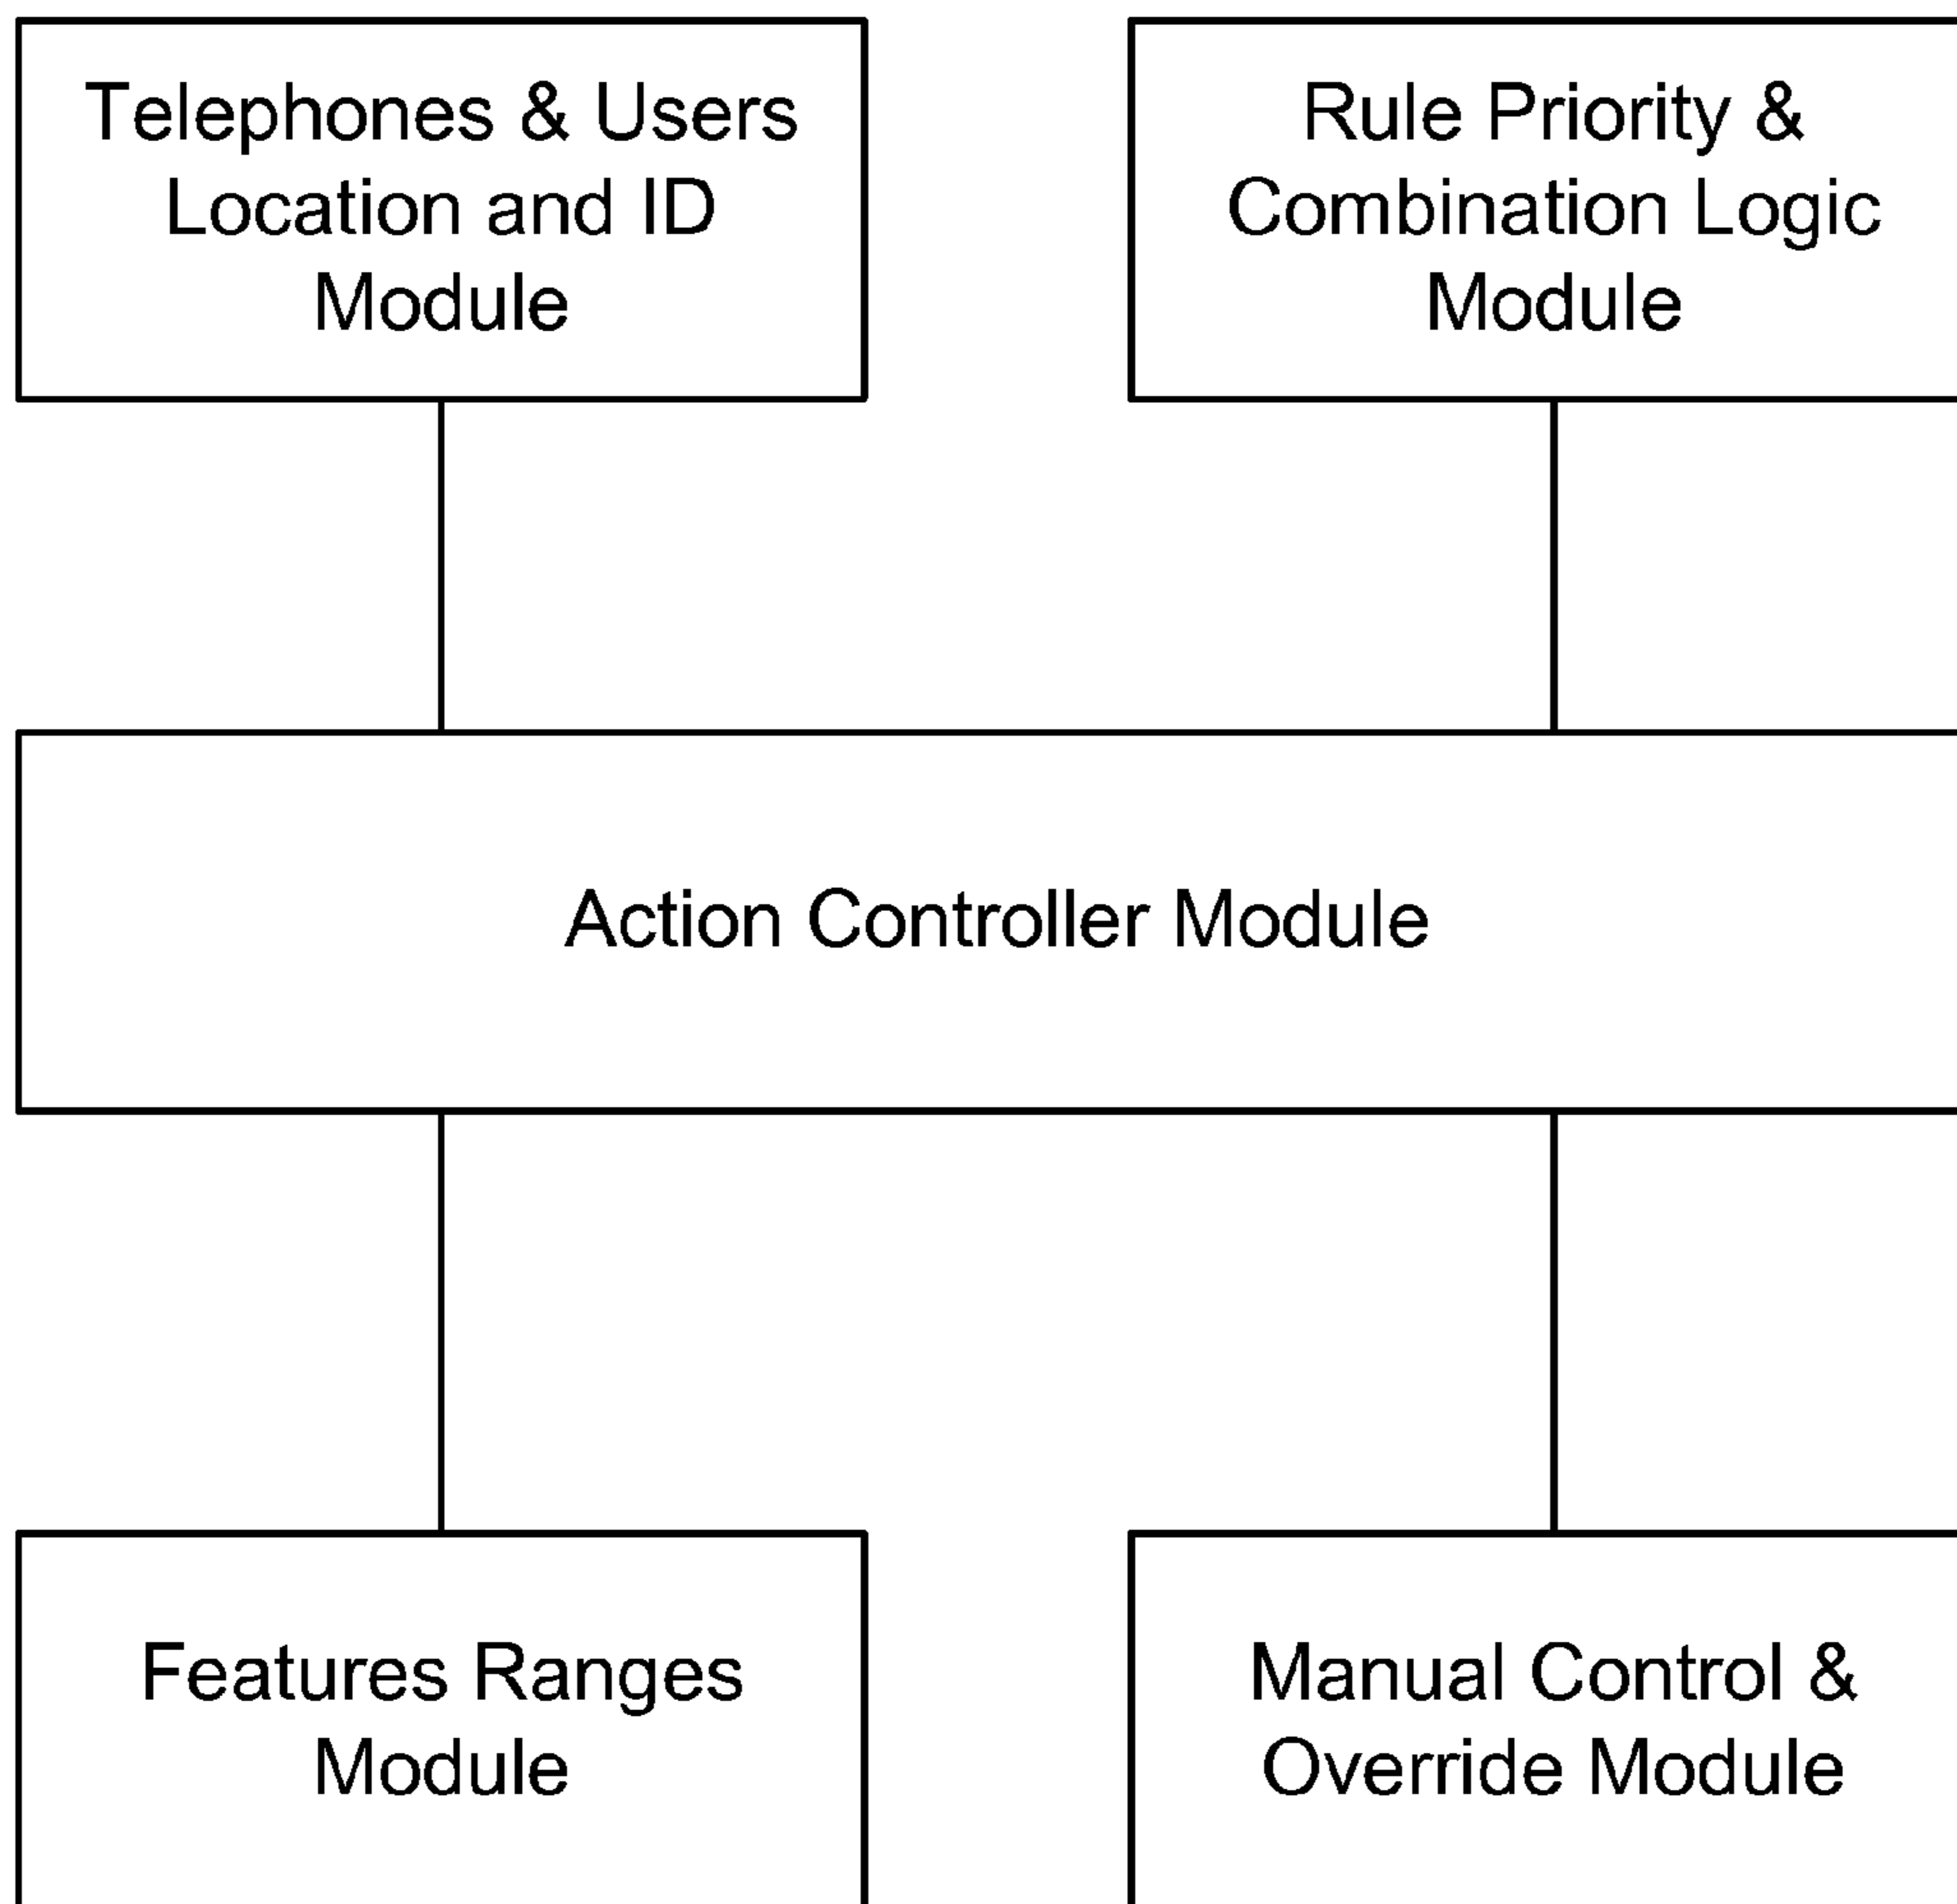 Telephones & Users
Location and ID
Module
Rule Priority &
Combination Logic
Module
Action Controller Module
Features Ranges
Module
Manual Control &
Override Module